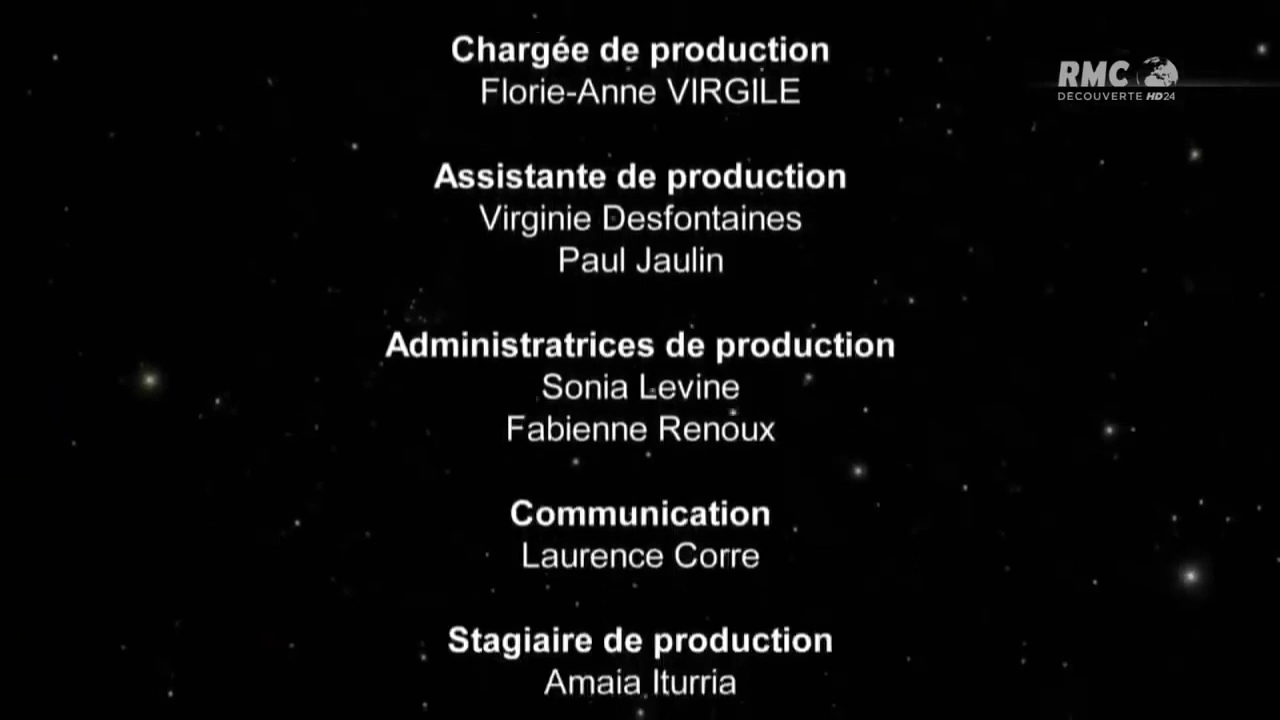 Chargée de production
Florie-Anne VIRGILE
RMC
DECOUVERTE HD24
Assistante de production
Virginie Desfontaines
Paul Jaulin
Administratrices de production
Sonia Levine
Fabienne Renoux
Communication
Laurence Corre
Stagiaire de production
Amaia Iturria